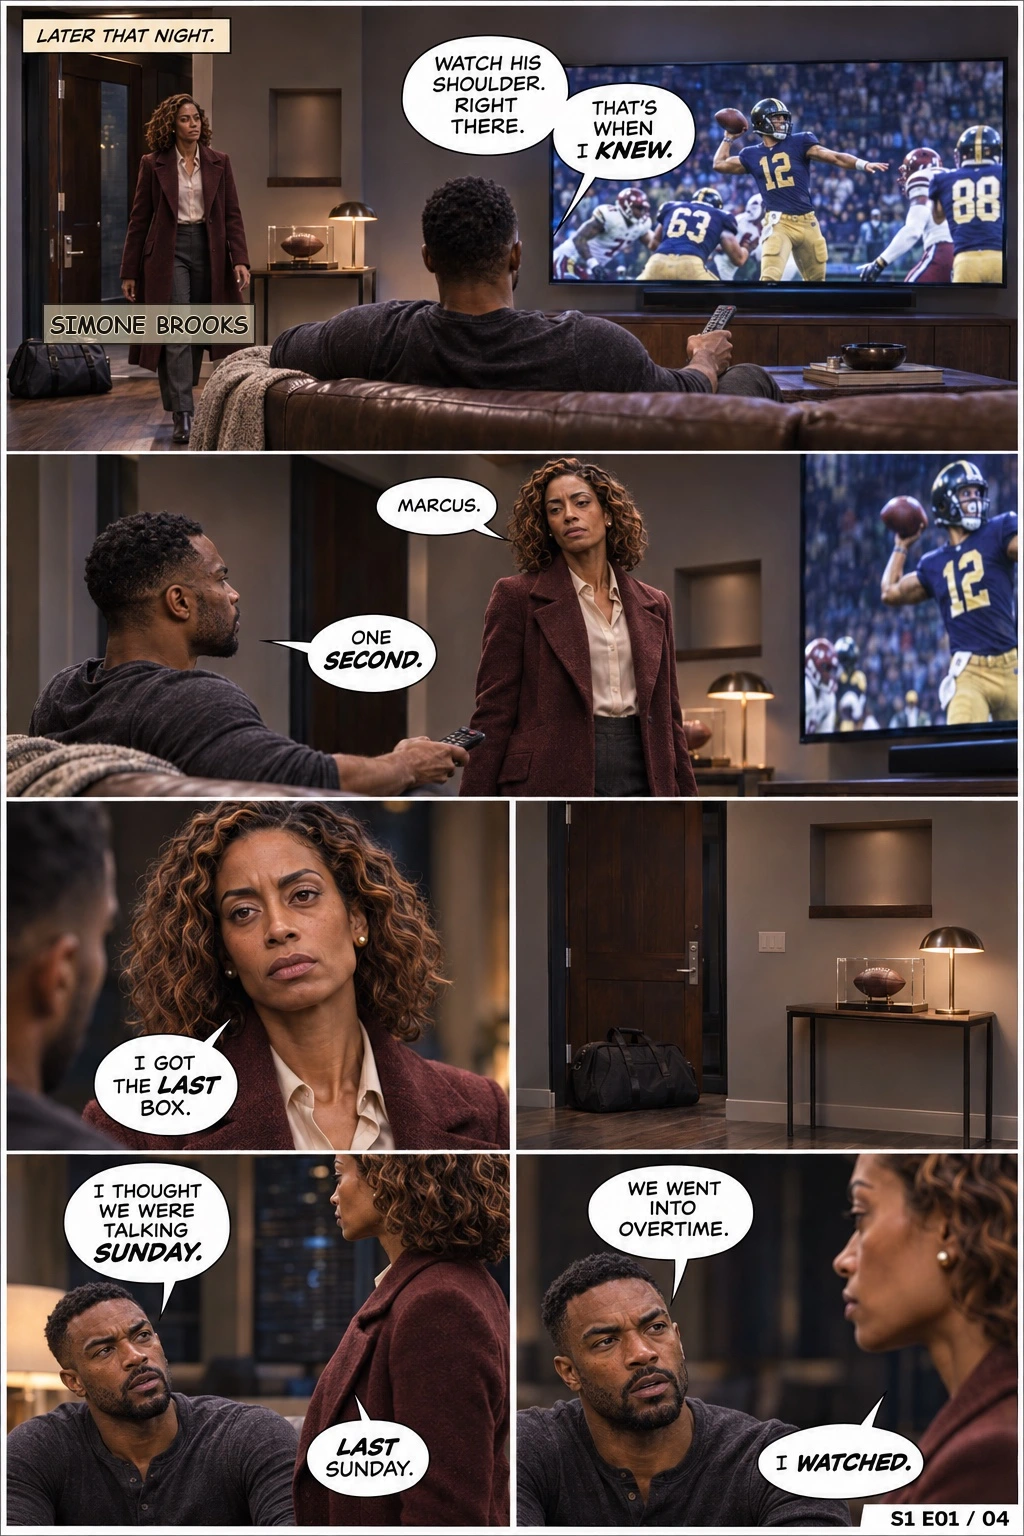 LATER THAT NIGHT.
WATCH HIS
SHOULDER.
RIGHT
THERE.
THAT'S
WHEN
I KNEW.
12
63
88
SIMONE BROOKS
MARCUS.
ONE
SECOND.
12
I GOT
THE LAST
BOX.
I THOUGHT
WE WERE
TALKING
SUNDAY.
LAST
SUNDAY.
WE WENT
INTO
OVERTIME.
I WATCHED.
S1 E01 / 04